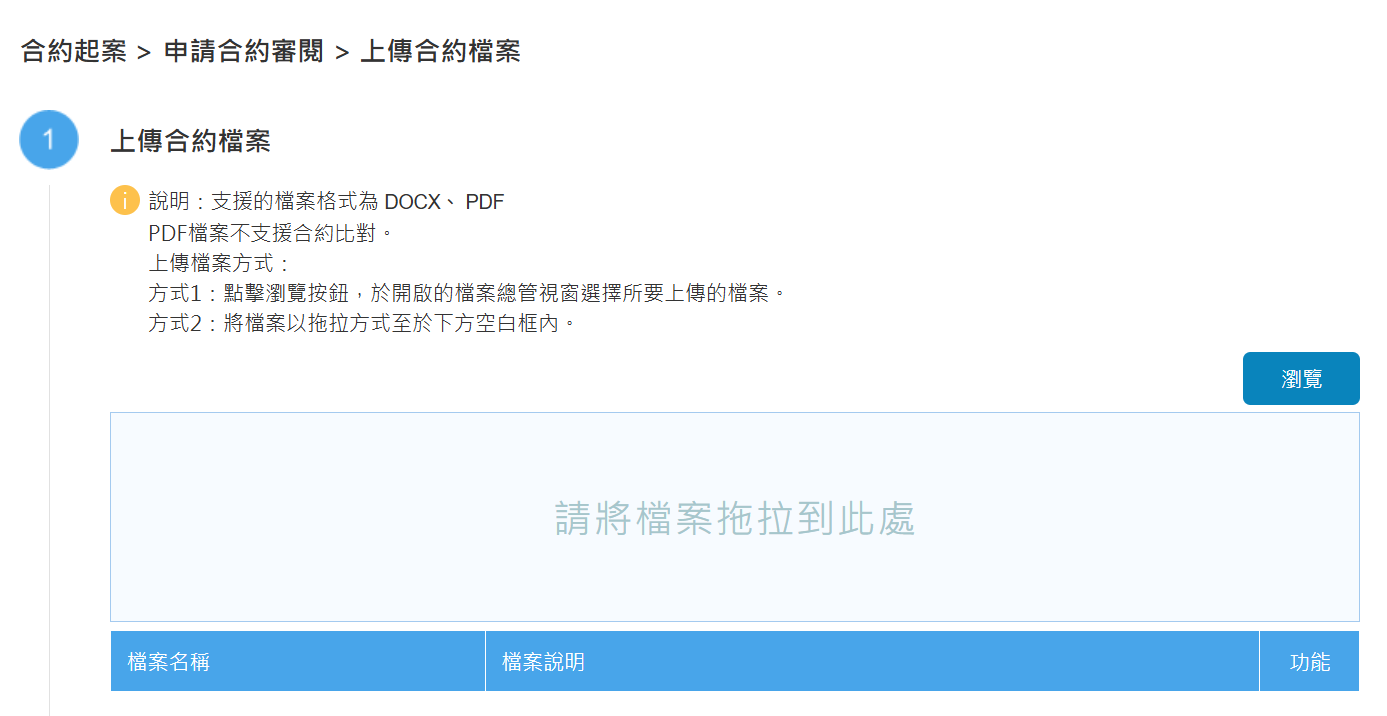 合約起案 > 申請合約審閱 > 上傳合約檔案
1
上傳合約檔案
i
說明：支援的檔案格式為 DOCX、 PDF
PDF檔案不支援合約比對。
上傳檔案方式：
方式1：點擊瀏覽按鈕，於開啟的檔案總管視窗選擇所要上傳的檔案。
方式2：將檔案以拖拉方式至於下方空白框內。
瀏覽
請將檔案拖拉到此處
檔案名稱 檔案說明 功能